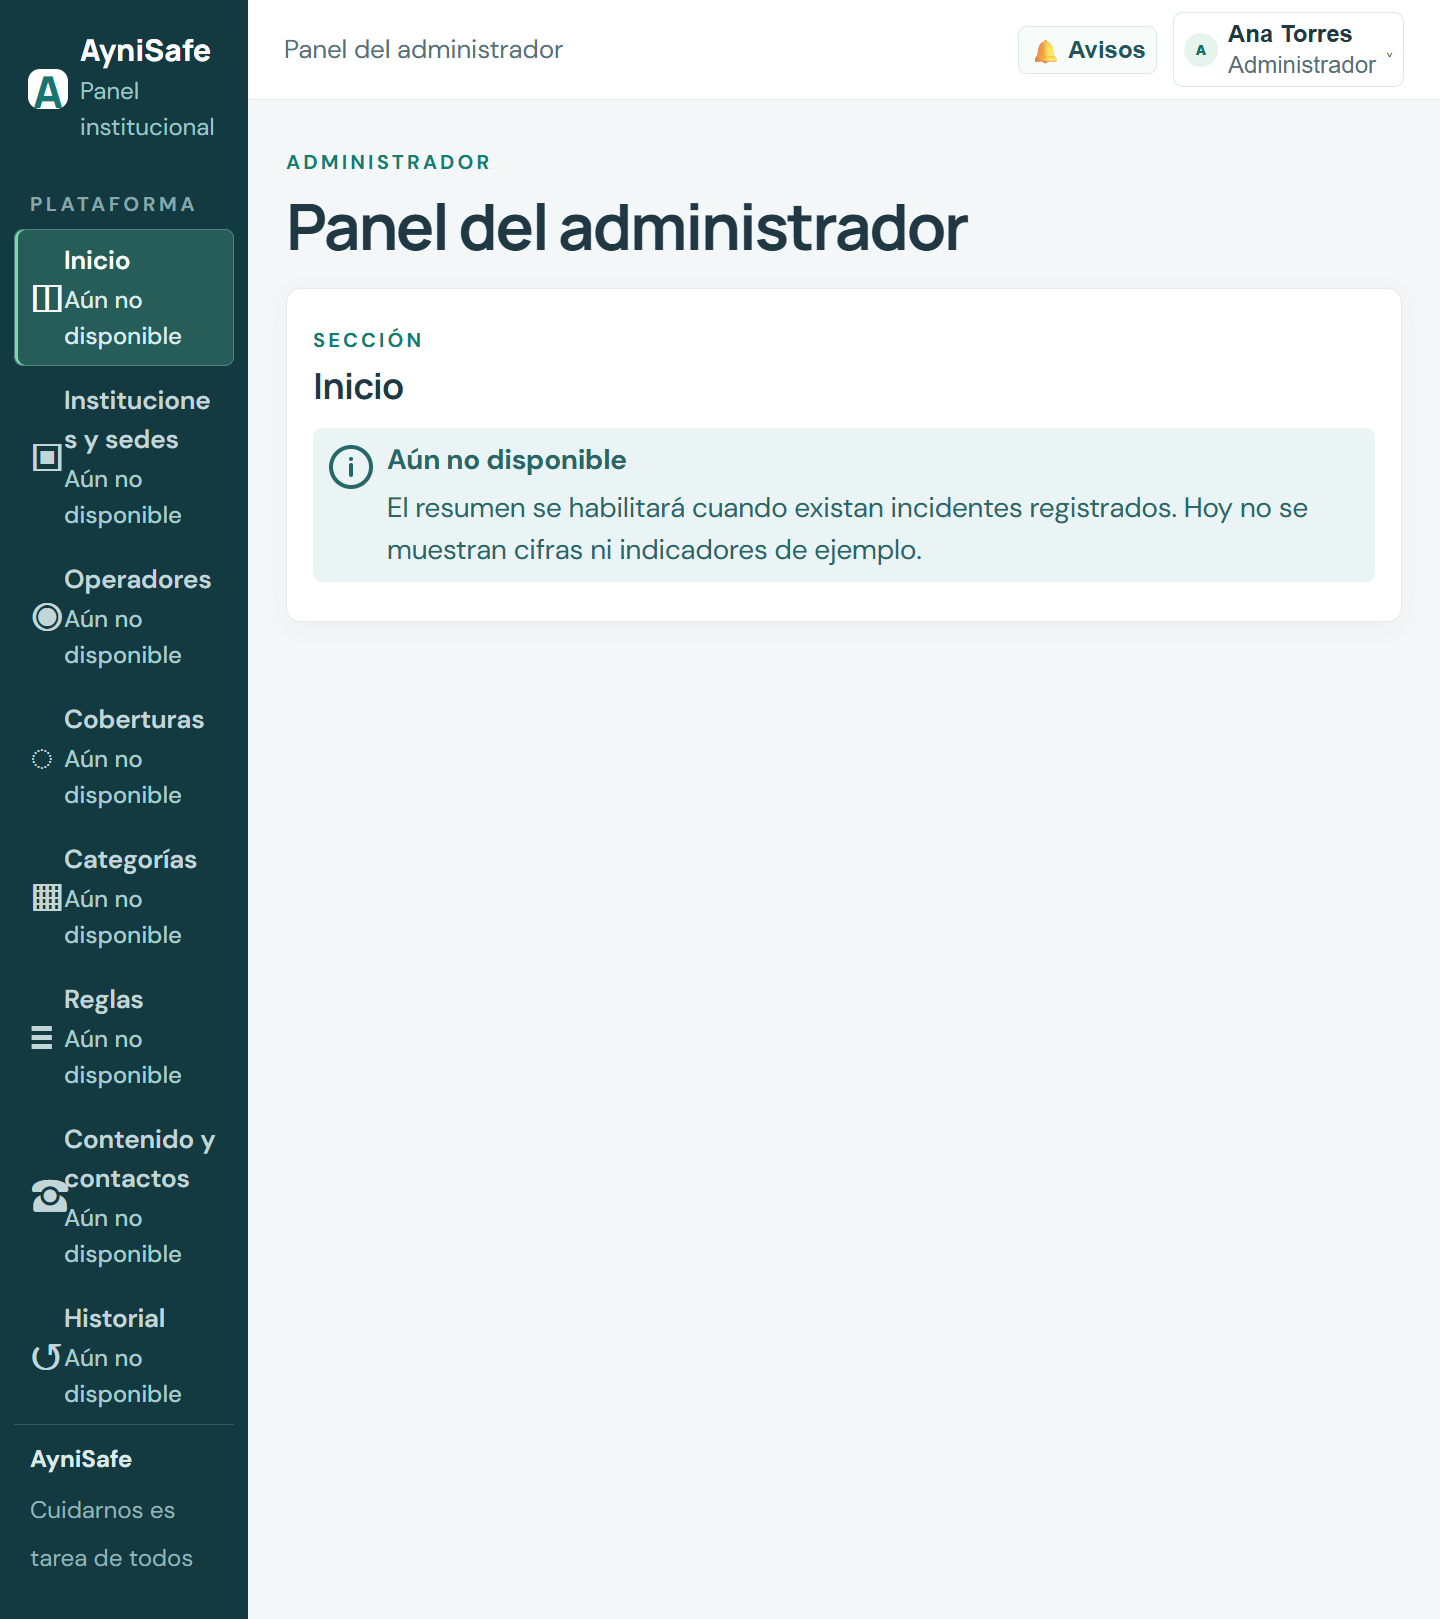 AyniSafe
A
Panel
institucional
PLATAFORMA
Inicio
Aún no
disponible
Institucione
s y sedes
Aún no
disponible
Operadores
Aún no
disponible
Coberturas
Aún no
disponible
Categorías
Aún no
disponible
Reglas
Aún no
disponible
Contenido y
contactos
Aún no
disponible
Historial
Aún no
disponible
AyniSafe
Cuidarnos es
tarea de todos
Panel del administrador
Avisos
A
Ana Torres
Administrador
ADMINISTRADOR
Panel del administrador
SECCIÓN
Inicio
Aún no disponible
El resumen se habilitará cuando existan incidentes registrados. Hoy no se
muestran cifras ni indicadores de ejemplo.